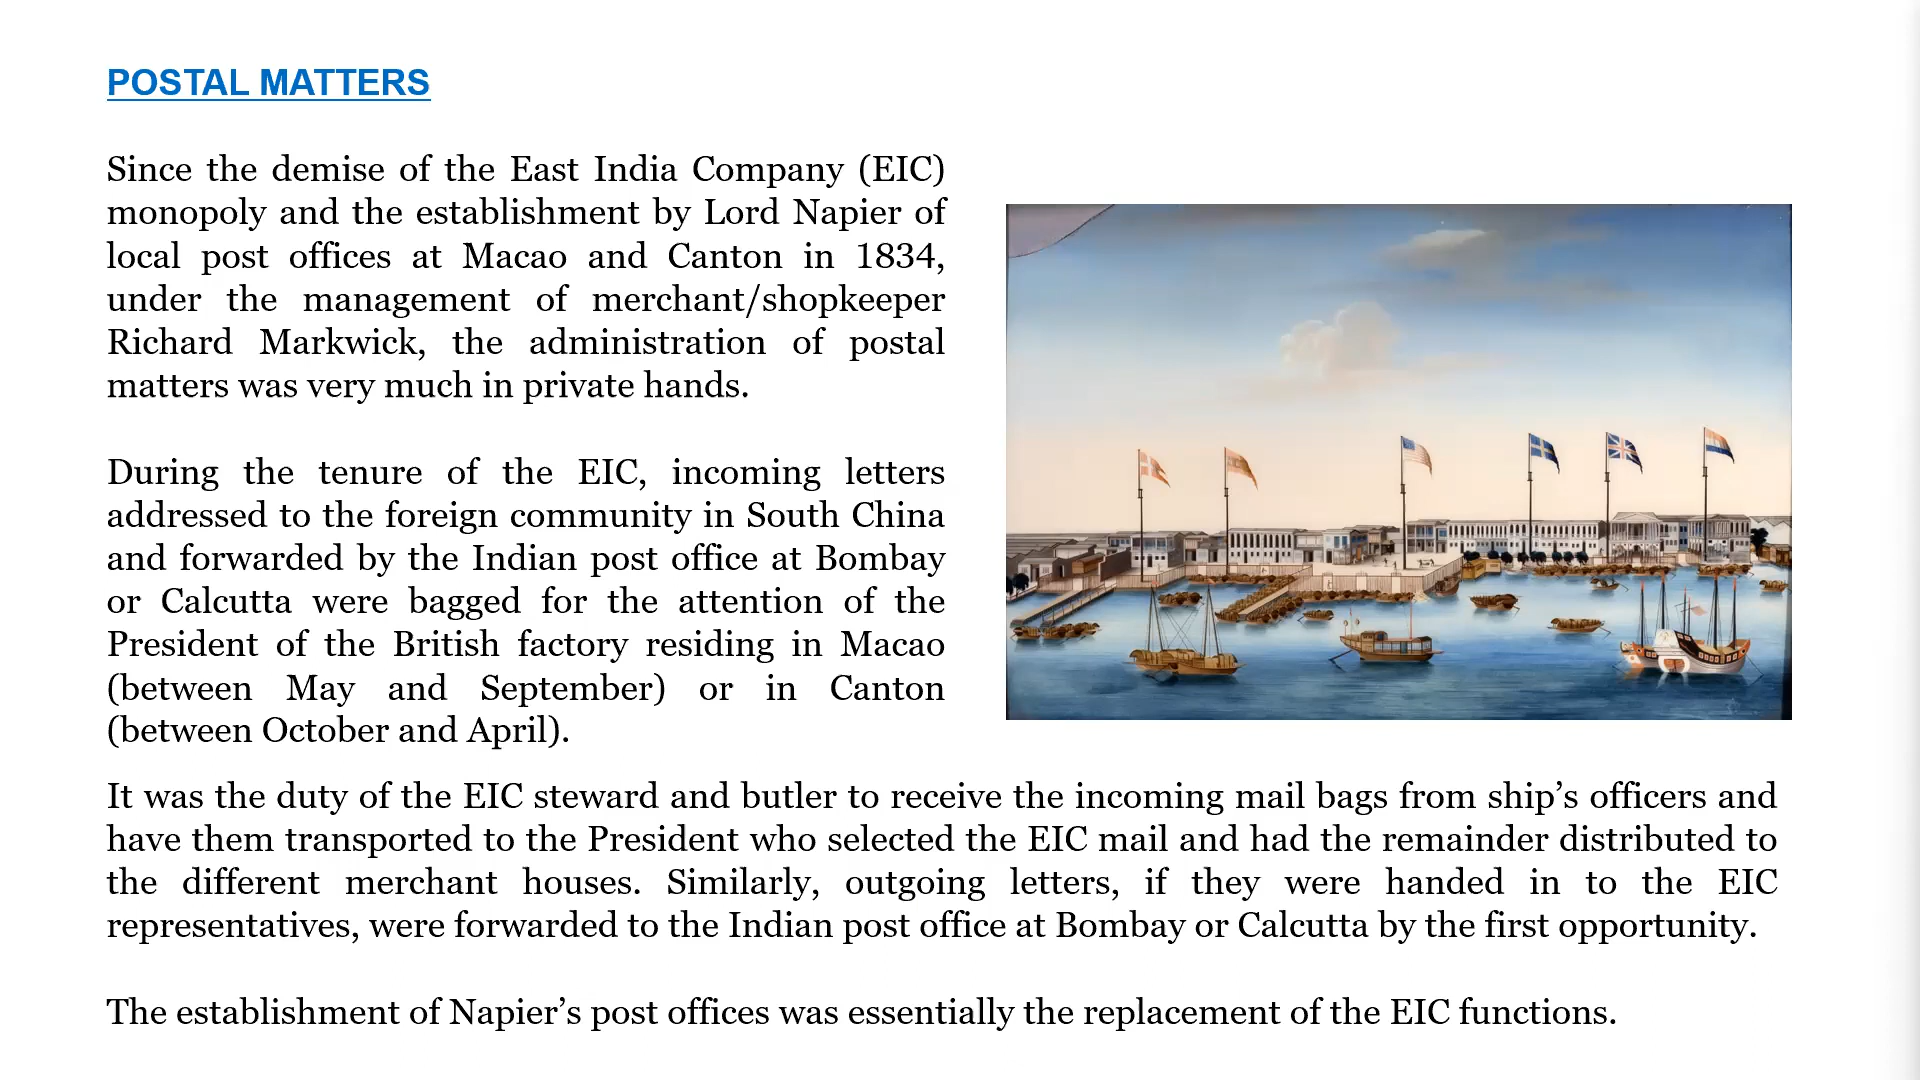 POSTAL MATTERS
Since the demise of the East India Company (EIC)
monopoly and the establishment by Lord Napier of
local post offices at Macao and Canton in 1834,
under the management of merchant/shopkeeper
Richard Markwick, the administration of postal
matters was very much in private hands.
During the tenure of the EIC, incoming letters
addressed to the foreign community in South China
and forwarded by the Indian post office at Bombay
or Calcutta were bagged for the attention of the
President of the British factory residing in Macao
(between May and September) or in Canton
(between October and April).
It was the duty of the EIC steward and butler to receive the incoming mail bags from ship’s officers and
have them transported to the President who selected the EIC mail and had the remainder distributed to
the different merchant houses. Similarly, outgoing letters, if they were handed in to the EIC
representatives, were forwarded to the Indian post office at Bombay or Calcutta by the first opportunity.
The establishment of Napier’s post offices was essentially the replacement of the EIC functions.